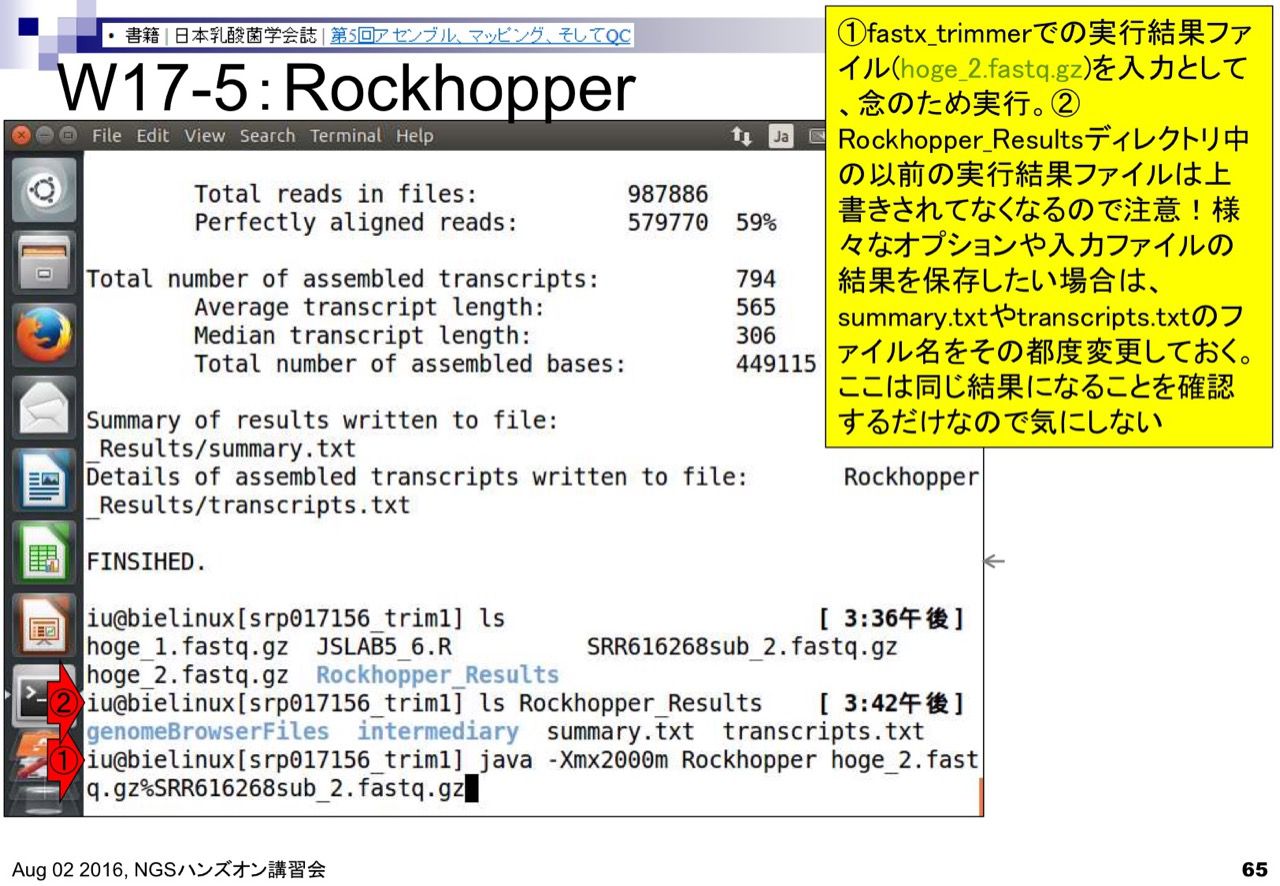 • 書籍 | 日本乳酸菌学会誌 | 第5回アセンブル、マッピング、そしてQC
W17-5：Rockhopper
①fastx_trimmerでの実行結果ファ
イル(hoge_2.fastq.gz)を入力として
、念のため実行。②
Rockhopper_Resultsディレクトリ中
の以前の実行結果ファイルは上
書きされてなくなるので注意！様
々なオプションや入力ファイルの
結果を保存したい場合は、
summary.txtやtranscripts.txtのフ
ァイル名をその都度変更しておく。
ここは同じ結果になることを確認
するだけなので気にしない
File Edit View Search Terminal Help Ja
Total reads in files: 987886
Perfectly aligned reads: 579770 59%
Total number of assembled transcripts: 794
Average transcript length: 565
Median transcript length: 306
Total number of assembled bases: 449115
Summary of results written to file:
_Results/summary.txt
Details of assembled transcripts written to file: Rockhopper
_Results/transcripts.txt
FINSIHED.
iu@bielinux[srp017156_trim1] ls [ 3:36午後]
hoge_1.fastq.gz JSLAB5_6.R SRR616268sub_2.fastq.gz
hoge_2.fastq.gz Rockhopper_Results
② iu@bielinux[srp017156_trim1] ls Rockhopper_Results [ 3:42午後]
genomeBrowserFiles intermediary summary.txt transcripts.txt
① iu@bielinux[srp017156_trim1] java -Xmx2000m Rockhopper hoge_2.fast
q.gz%SRR616268sub_2.fastq.gz
Aug 02 2016, NGSハンズオン講習会
65